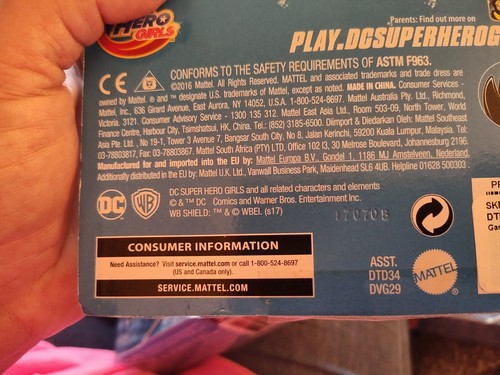 HERO
GIRLS
Parents: Find out more on
PLAY.DCSUPERHEROG
CE
CONFORMS TO THE SAFETY REQUIREMENTS OF ASTM F963.
©2016 Mattel. All Rights Reserved. MATTEL and associated trademarks and trade dress are
owned by Mattel. ® and ™ designate U.S. trademarks of Mattel, except as noted. MADE IN CHINA. Consumer Services -
Mattel, Inc., 636 Girard Avenue, East Aurora, NY 14052, U.S.A. 1-800-524-8697. Mattel Australia Pty. Ltd., Richmond,
Victoria. 3121. Consumer Advisory Service - 1300 135 312. Mattel East Asia Ltd., Room 503-09, North Tower, World
Finance Centre, Harbour City, Tsimshatsui, HK, China. Tel.: (852) 3185-6500. Diimport & Diedarkan Oleh: Mattel Southeast
Asia Pte. Ltd., No 19-1, Tower 3 Avenue 7, Bangsar South City, No 8, Jalan Kerinchi, 59200 Kuala Lumpur, Malaysia. Tel:
03-78803817, Fax: 03-78803867. Mattel South Africa (PTY) LTD, Office 102 I3, 30 Melrose Boulevard, Johannesburg 2196.
Manufactured for and imported into the EU by: Mattel Europa B.V., Gondel 1, 1186 MJ Amstelveen, Nederland.
Additionally distributed in the EU by: Mattel U.K. Ltd., Vanwall Business Park, Maidenhead SL6 4UB. Helpline 01628 500303
DC
WB
DC SUPER HERO GIRLS and all related characters and elements
© & ™ DC Comics and Warner Bros. Entertainment Inc.
WB SHIELD: ™ & © WBEI. (s17)
17070B
CONSUMER INFORMATION
Need Assistance? Visit service.mattel.com or call 1-800-524-8697
(US and Canada only).
SERVICE.MATTEL.COM
ASST.
DTD34
DVG29
MATTEL